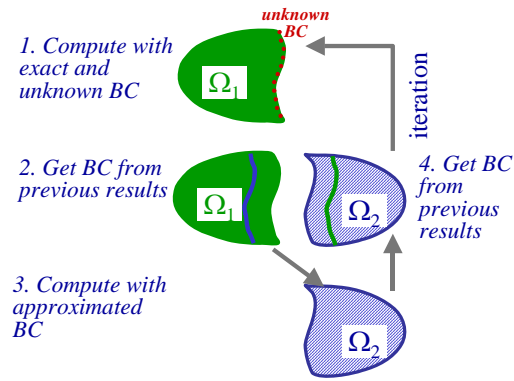 unknown
BC
1. Compute with
exact and
unknown BC
Ω1
iteration
2. Get BC from
previous results
Ω1
Ω2
4. Get BC
from
previous
results
3. Compute with
approximated
BC
Ω2